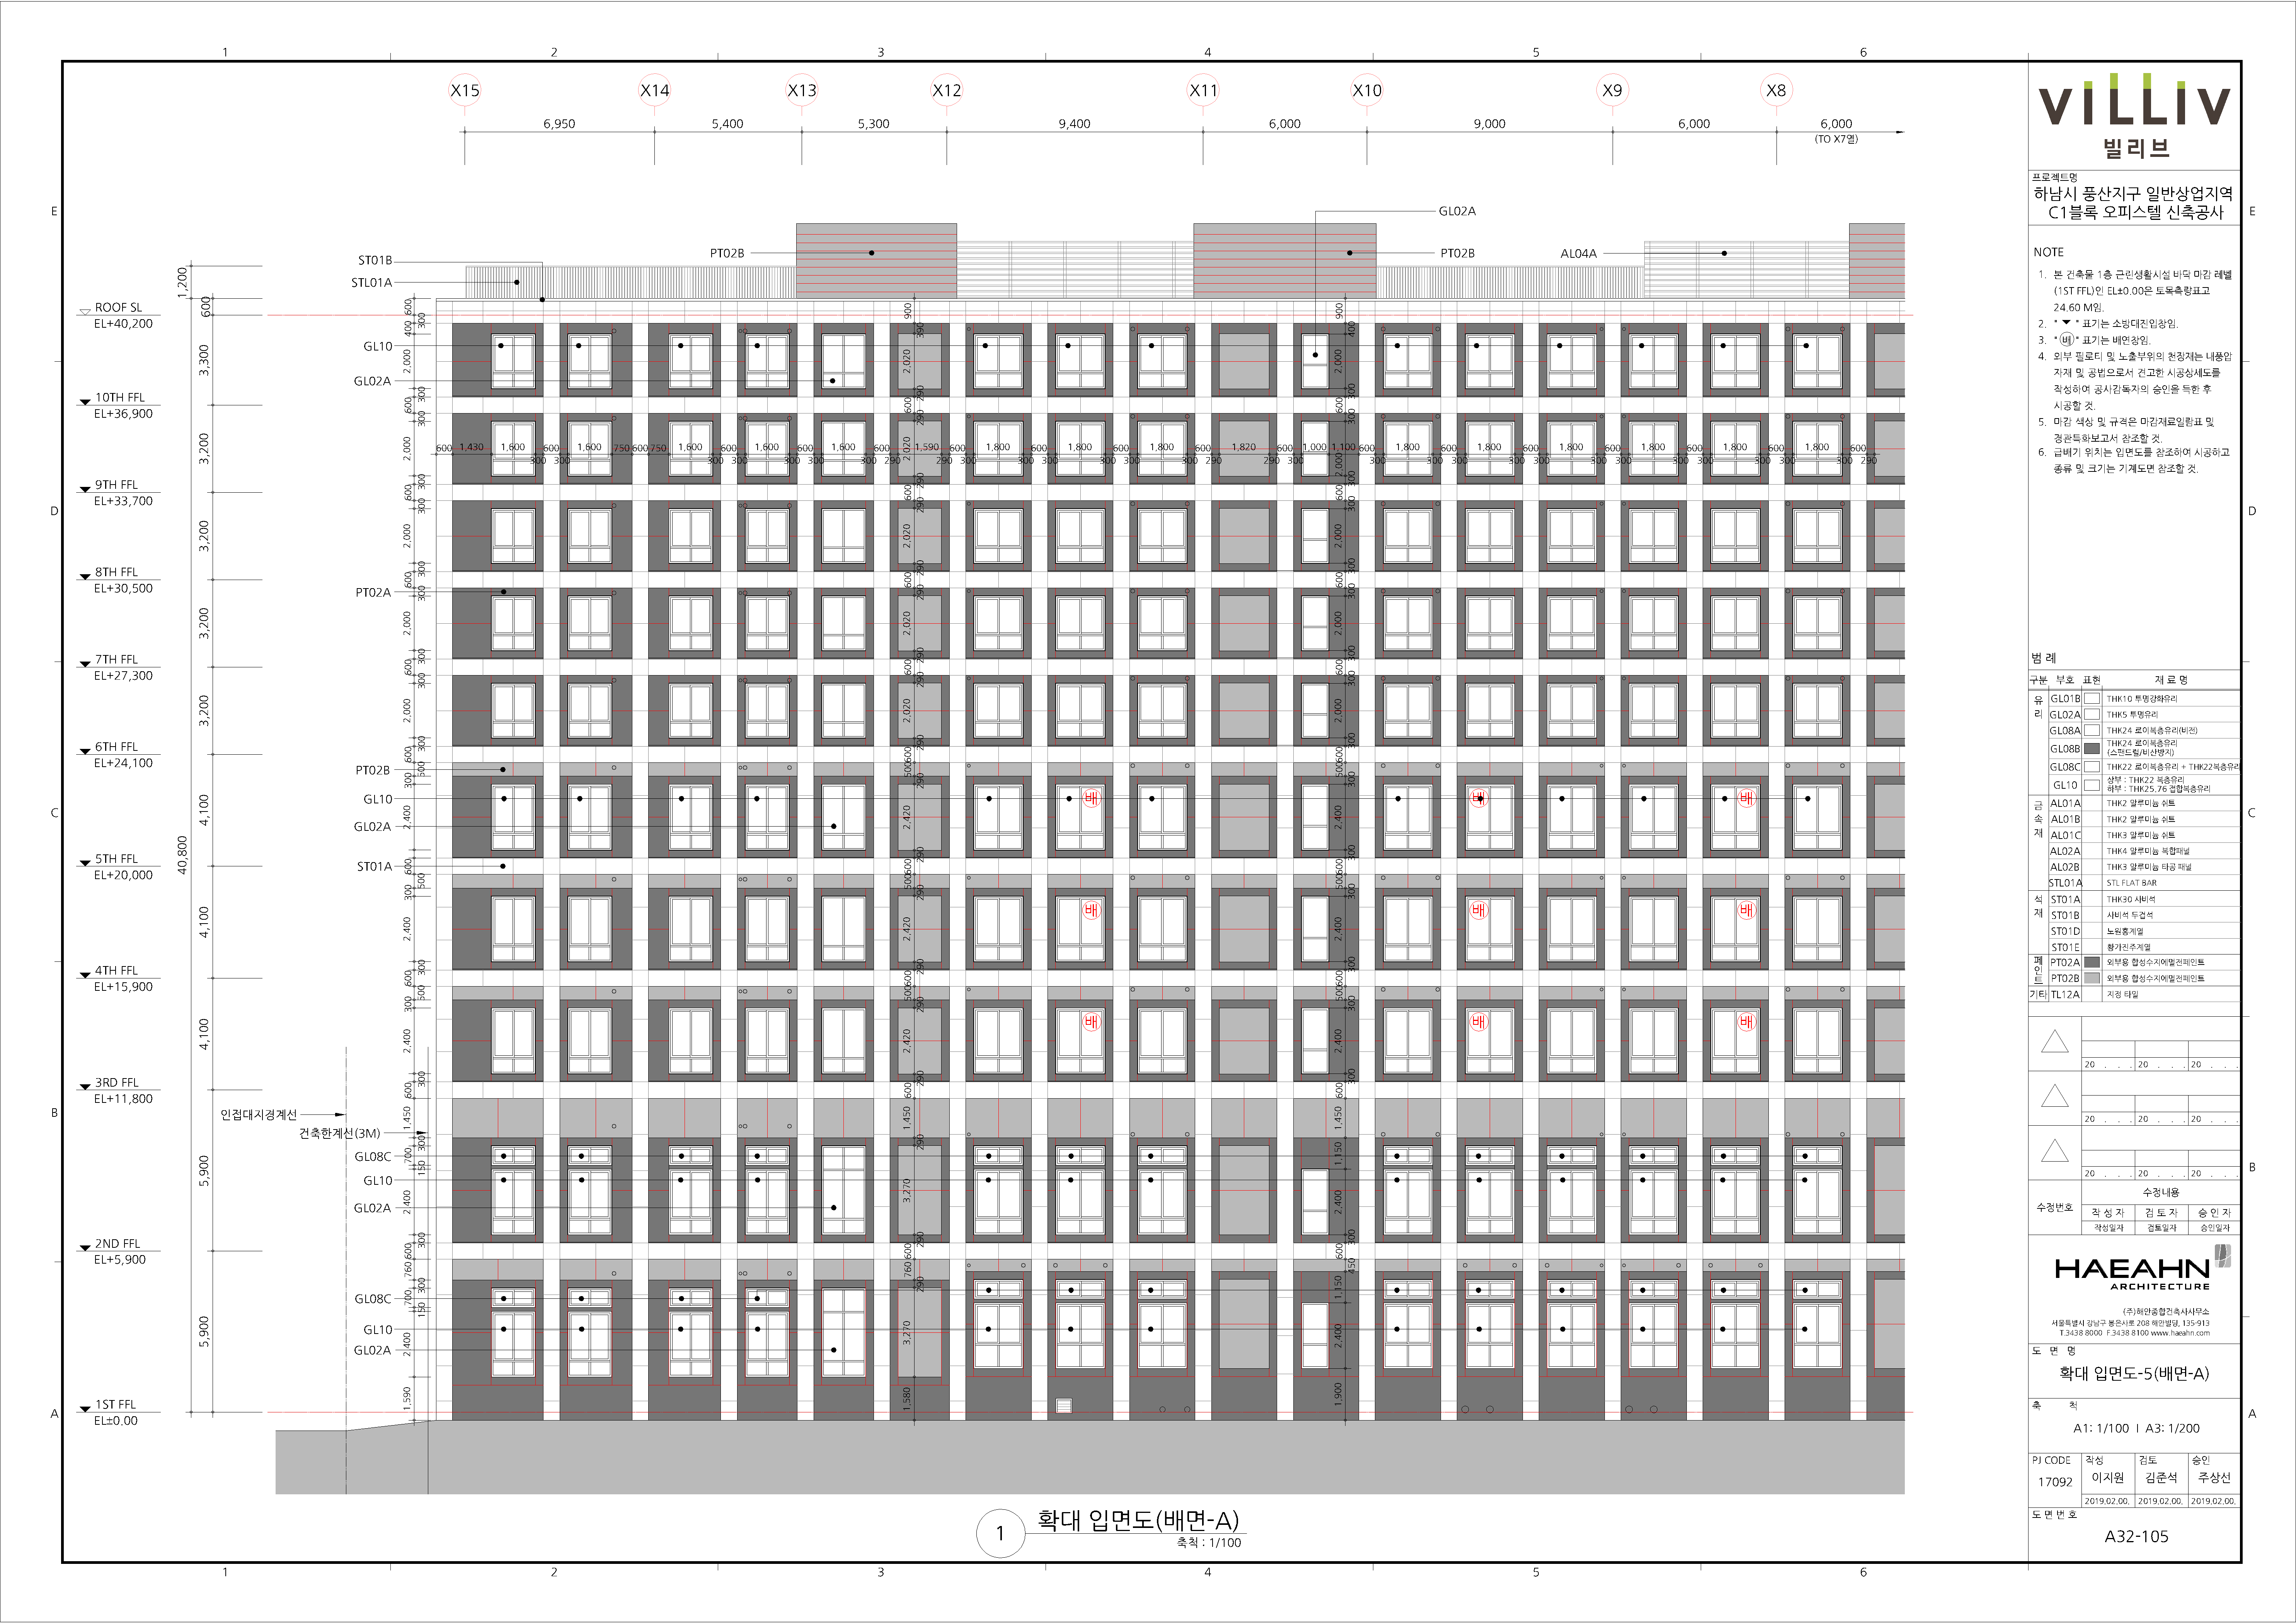 1 2 3 4 5 6
X15 X14 X13 X12 X11 X10 X9 X8
6,950 5,400 5,300 9,400 6,000 9,000 6,000 6,000
(TO X7열)
E
D
C
B
A
GL02A
PT02B
PT02B
AL04A
ST01B
STL01A
1,200
600
ROOF SL
EL+40,200
3,300
10TH FFL
EL+36,900
3,200
9TH FFL
EL+33,700
3,200
8TH FFL
EL+30,500
3,200
7TH FFL
EL+27,300
3,200
6TH FFL
EL+24,100
4,100
40,800
5TH FFL
EL+20,000
4,100
4TH FFL
EL+15,900
4,100
3RD FFL
EL+11,800
5,900
2ND FFL
EL+5,900
5,900
1ST FFL
EL±0.00
GL10
GL02A
PT02A
PT02B
GL10
GL02A
ST01A
인접대지경계선
건축한계선(3M)
GL08C
GL10
GL02A
GL08C
GL10
GL02A
600 1,430 1,600 600 1,600 750 600 750 1,600 600 1,600 600 1,600 600 1,590 600 1,800 600 1,800 600 1,800 600 1,820 600 1,000 1,100 600 1,800 600 1,800 600 1,800 600 1,800 600 1,800 600 1,800 600
배 배 배
배 배 배
배 배 배
1
확대 입면도(배면-A)
축척 : 1/100
1 2 3 4 5 6
VILLIV
빌리브
프로젝트명
하남시 풍산지구 일반상업지역
C1블록 오피스텔 신축공사
NOTE
1. 본 건축물 1층 근린생활시설 바닥 마감 레벨
(1ST FFL)인 EL±0.00은 토목측량표고
24.60 M임.
2. "▼" 표기는 소방대진입창임.
3. "배" 표기는 배연창임.
4. 외부 필로티 및 노출부위의 천장재는 내풍압
자재 및 공법으로서 견고한 시공상세도를
작성하여 공사감독자의 승인을 득한 후
시공할 것.
5. 마감 색상 및 규격은 마감재료일람표 및
경관특화보고서 참조할 것.
6. 급배기 위치는 입면도를 참조하여 시공하고
종류 및 크기는 기계도면 참조할 것.
범 례
구분 부호 표현 재 료 명
유리
GL01B THK10 투명강화유리
GL02A THK5 투명유리
GL08A THK24 로이복층유리(비전)
GL08B THK24 로이복층유리
(스팬드럴/비산방지)
GL08C THK22 로이복층유리 + THK22복층유리
GL10 상부 : THK22 복층유리
하부 : THK25.76 접합복층유리
금속재
AL01A THK2 알루미늄 쉬트
AL01B THK2 알루미늄 쉬트
AL01C THK3 알루미늄 쉬트
AL02A THK4 알루미늄 복합패널
AL02B THK3 알루미늄 타공 패널
STL01A STL FLAT BAR
석재
ST01A THK30 사비석
ST01B 사비석 두겁석
ST01D 노원홍계열
ST01E 황가진주계열
페인트
PT02A 외부용 합성수지에멀젼페인트
PT02B 외부용 합성수지에멀젼페인트
기타 TL12A 지정 타일
20 . . . 20 . . . 20 . . .
20 . . . 20 . . . 20 . . .
20 . . . 20 . . . 20 . . .
수정번호
수정내용
작 성 자 검 토 자 승 인 자
작성일자 검토일자 승인일자
HAEAHN
ARCHITECTURE
(주)해안종합건축사사무소
서울특별시 강남구 봉은사로 208 해안빌딩, 135-913
T.3438 8000 F.3438 8100 www.haeahn.com
도 면 명
확대 입면도-5(배면-A)
축 척
A1: 1/100 I A3: 1/200
PJ CODE 작성 검토 승인
17092 이지원 김준석 주상선
2019.02.00. 2019.02.00. 2019.02.00.
도 면 번 호
A32-105